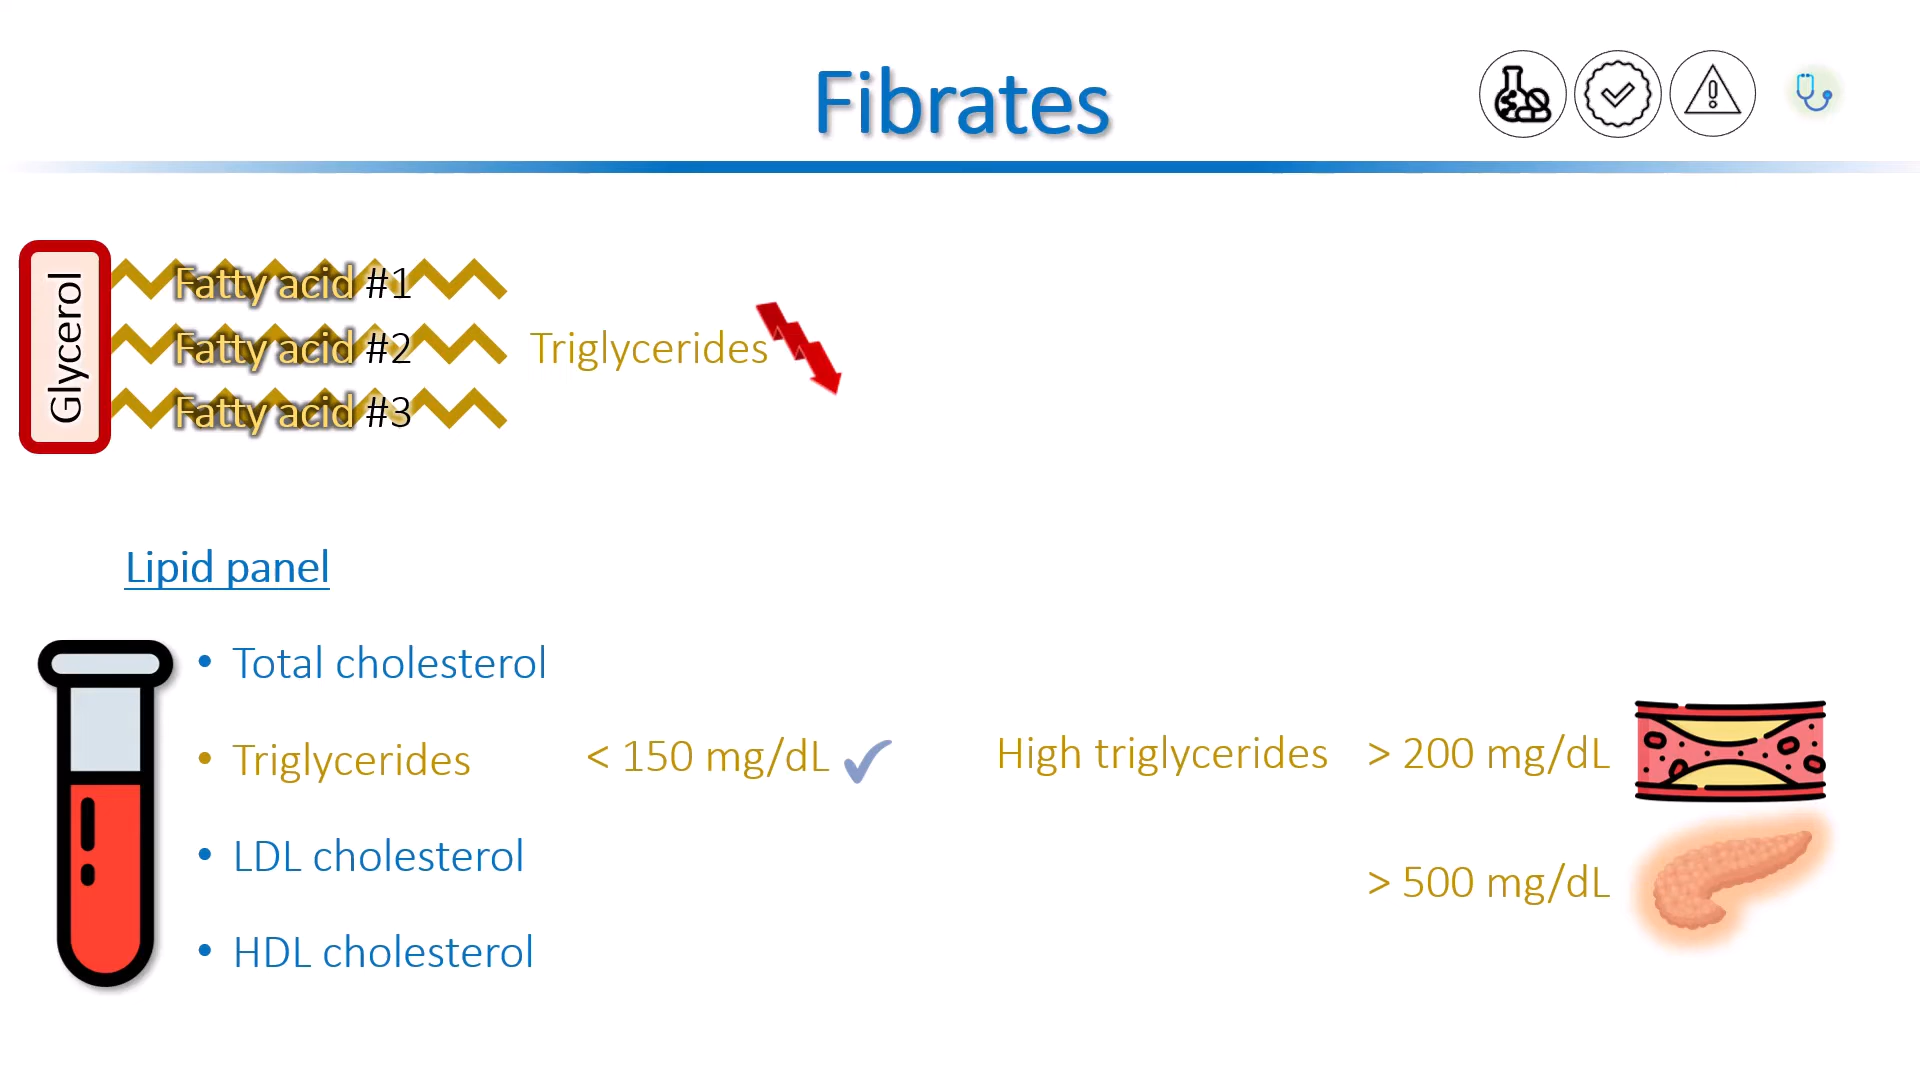 Fibrates
Glycerol
Fatty acid #1
Fatty acid #2
Fatty acid #3
Triglycerides
Lipid panel
• Total cholesterol
• Triglycerides < 150 mg/dL
High triglycerides > 200 mg/dL
> 500 mg/dL
• LDL cholesterol
• HDL cholesterol